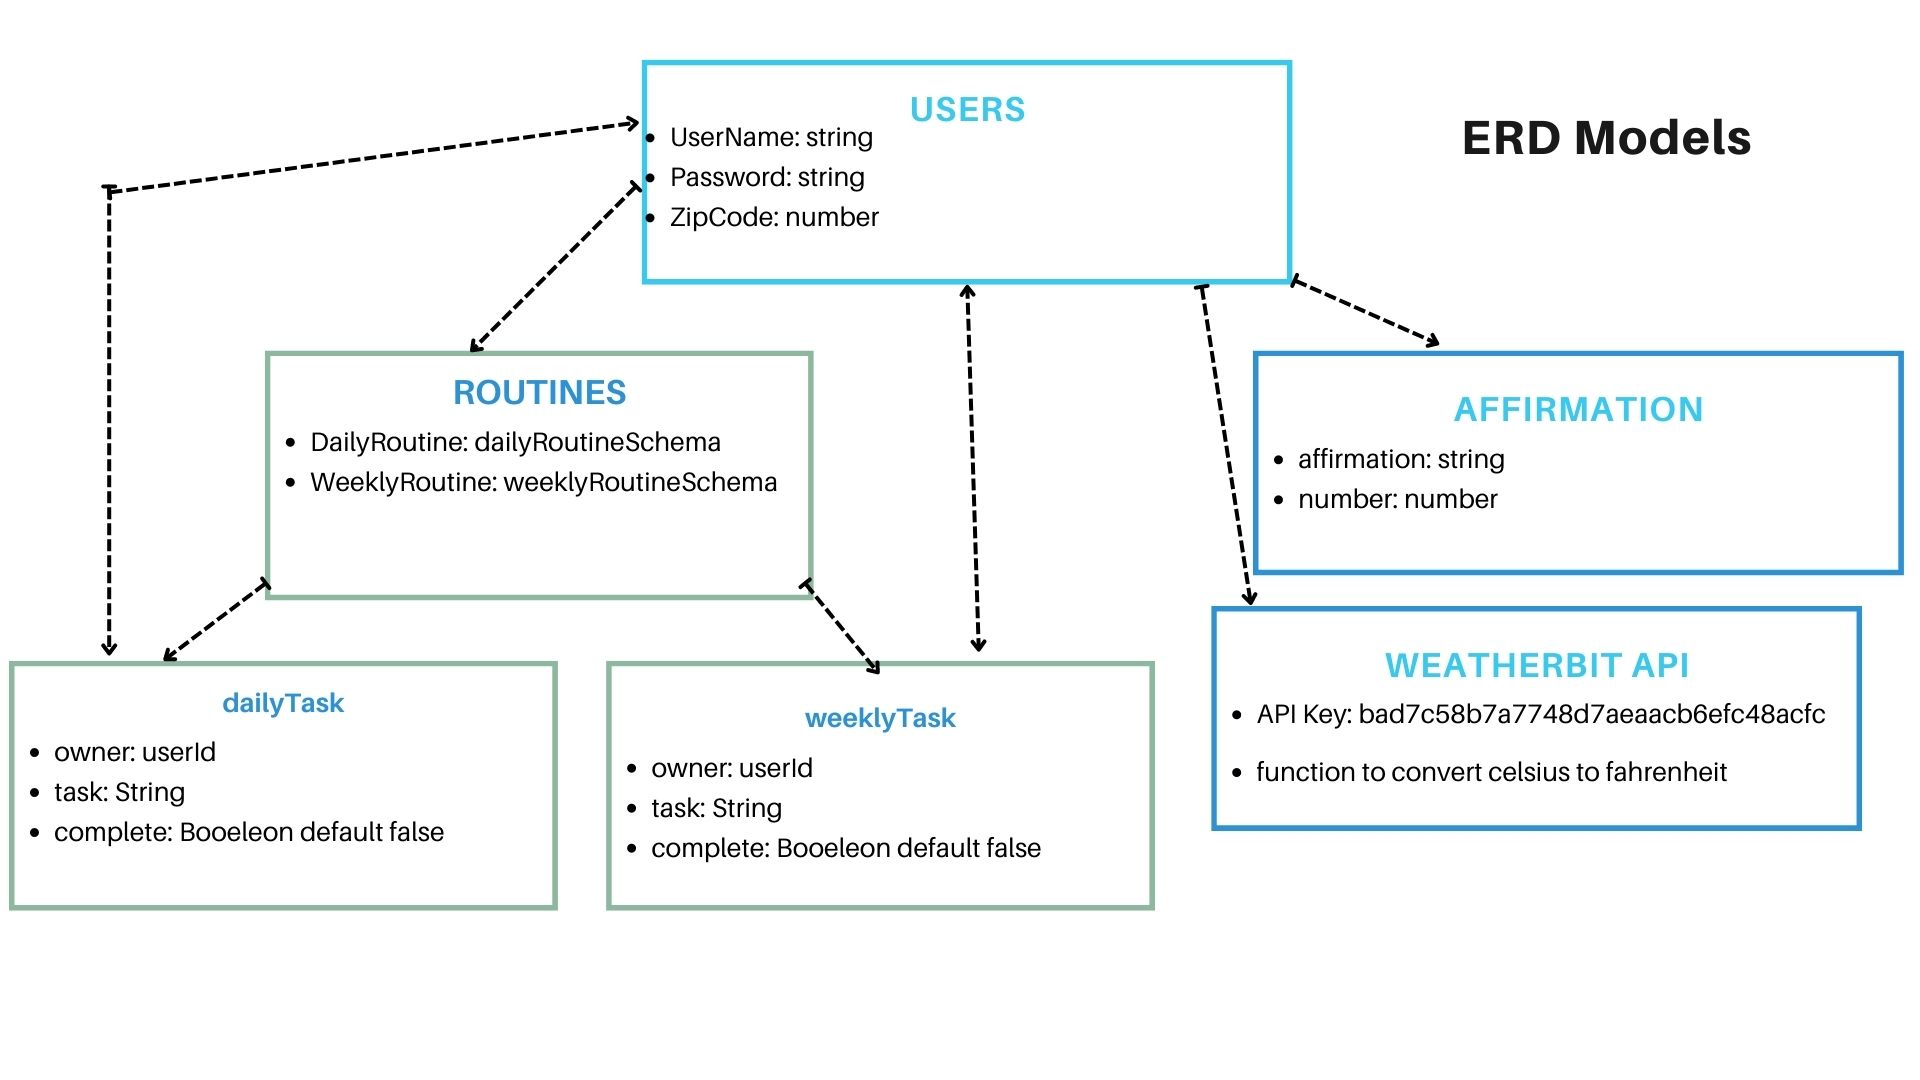 USERS
UserName: string
Password: string
ZipCode: number
ERD Models
ROUTINES
DailyRoutine: dailyRoutineSchema
WeeklyRoutine: weeklyRoutineSchema
AFFIRMATION
affirmation: string
number: number
dailyTask
owner: userId
task: String
complete: Booeleon default false
weeklyTask
owner: userId
task: String
complete: Booeleon default false
WEATHERBIT API
API Key: bad7c58b7a7748d7aeaacb6efc48acfc
function to convert celsius to fahrenheit